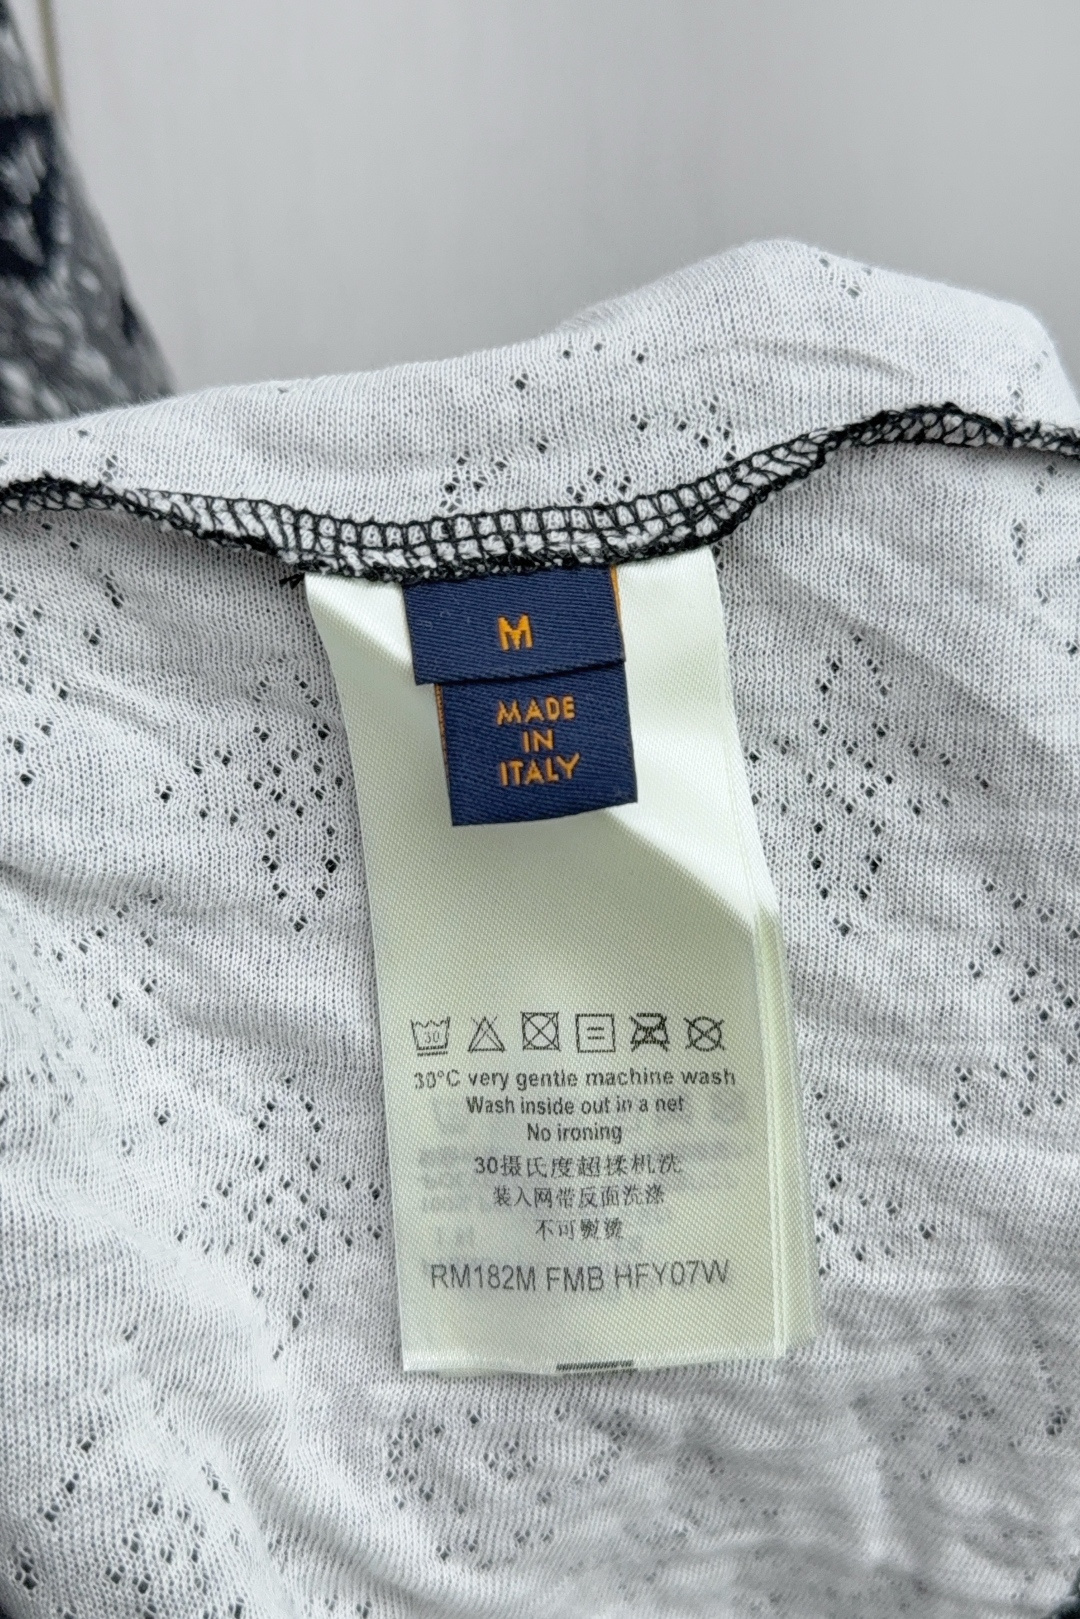 M
MADE
IN
ITALY
30
30°C very gentle machine wash
Wash inside out in a net
No ironing
30摄氏度超揉机洗
装入网带反面洗涤
不可熨烫
RM182M FMB HFY07W